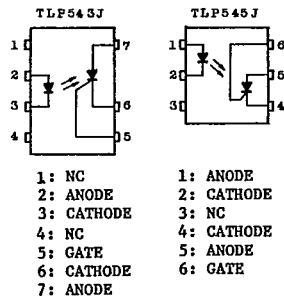 TLP543J
TLP545J
1
2
3
4
7
6
5
1
2
3
6
5
4
1: NC
2: ANODE
3: CATHODE
4: NC
5: GATE
6: CATHODE
7: ANODE
1: ANODE
2: CATHODE
3: NC
4: CATHODE
5: ANODE
6: GATE